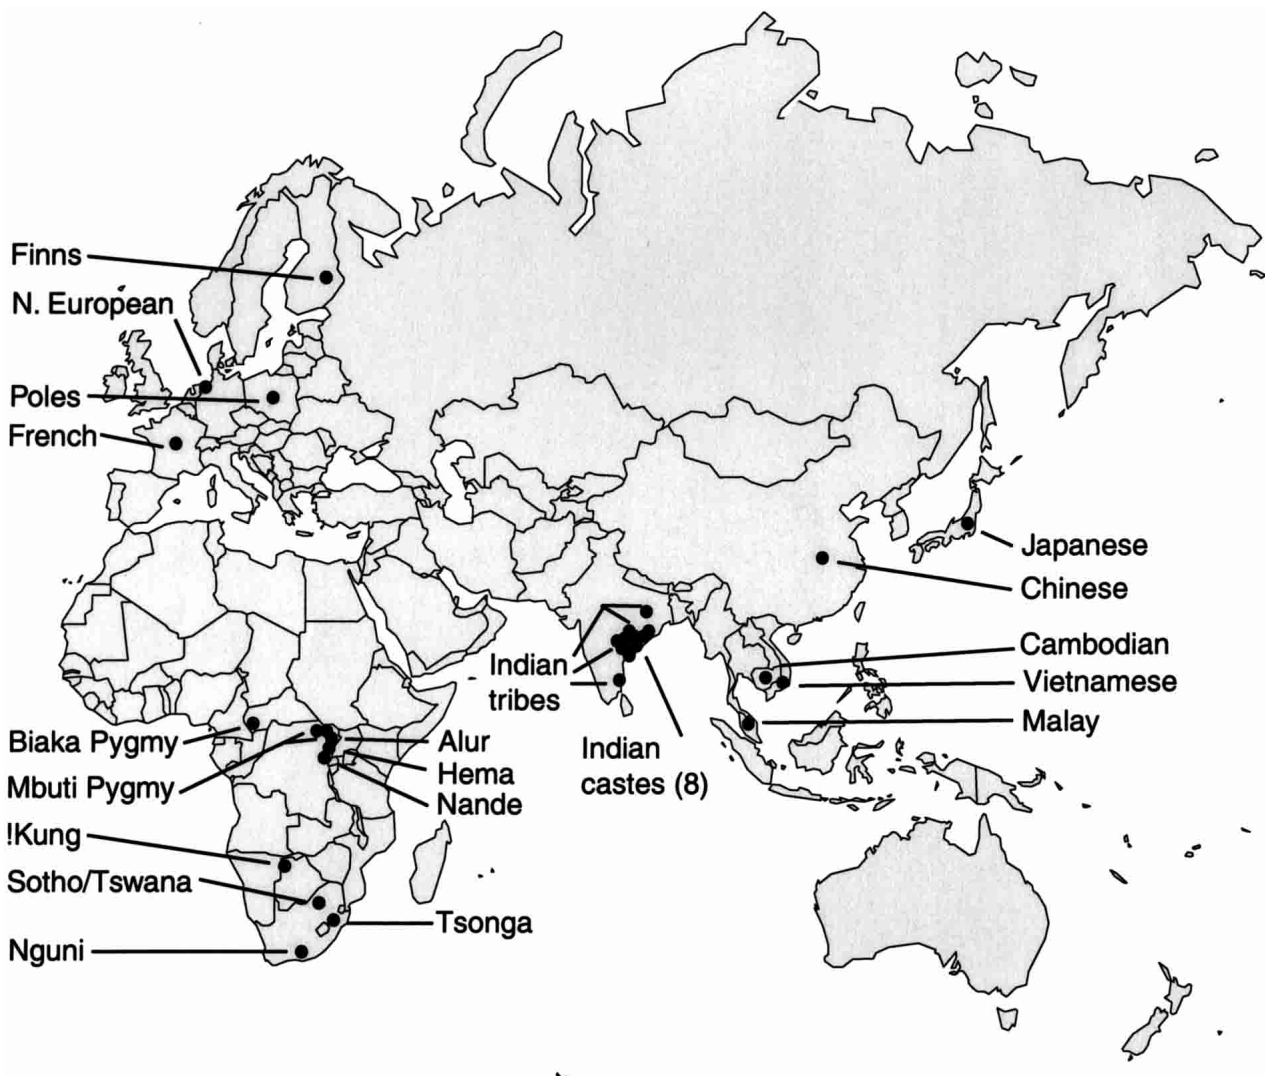 Finns
N. European
Poles
French
Japanese
Chinese
Cambodian
Vietnamese
Malay
Indian
tribes
Indian
castes (8)
Biaka Pygmy
Mbuti Pygmy
Alur
Hema
Nande
!Kung
Sotho/Tswana
Tsonga
Nguni